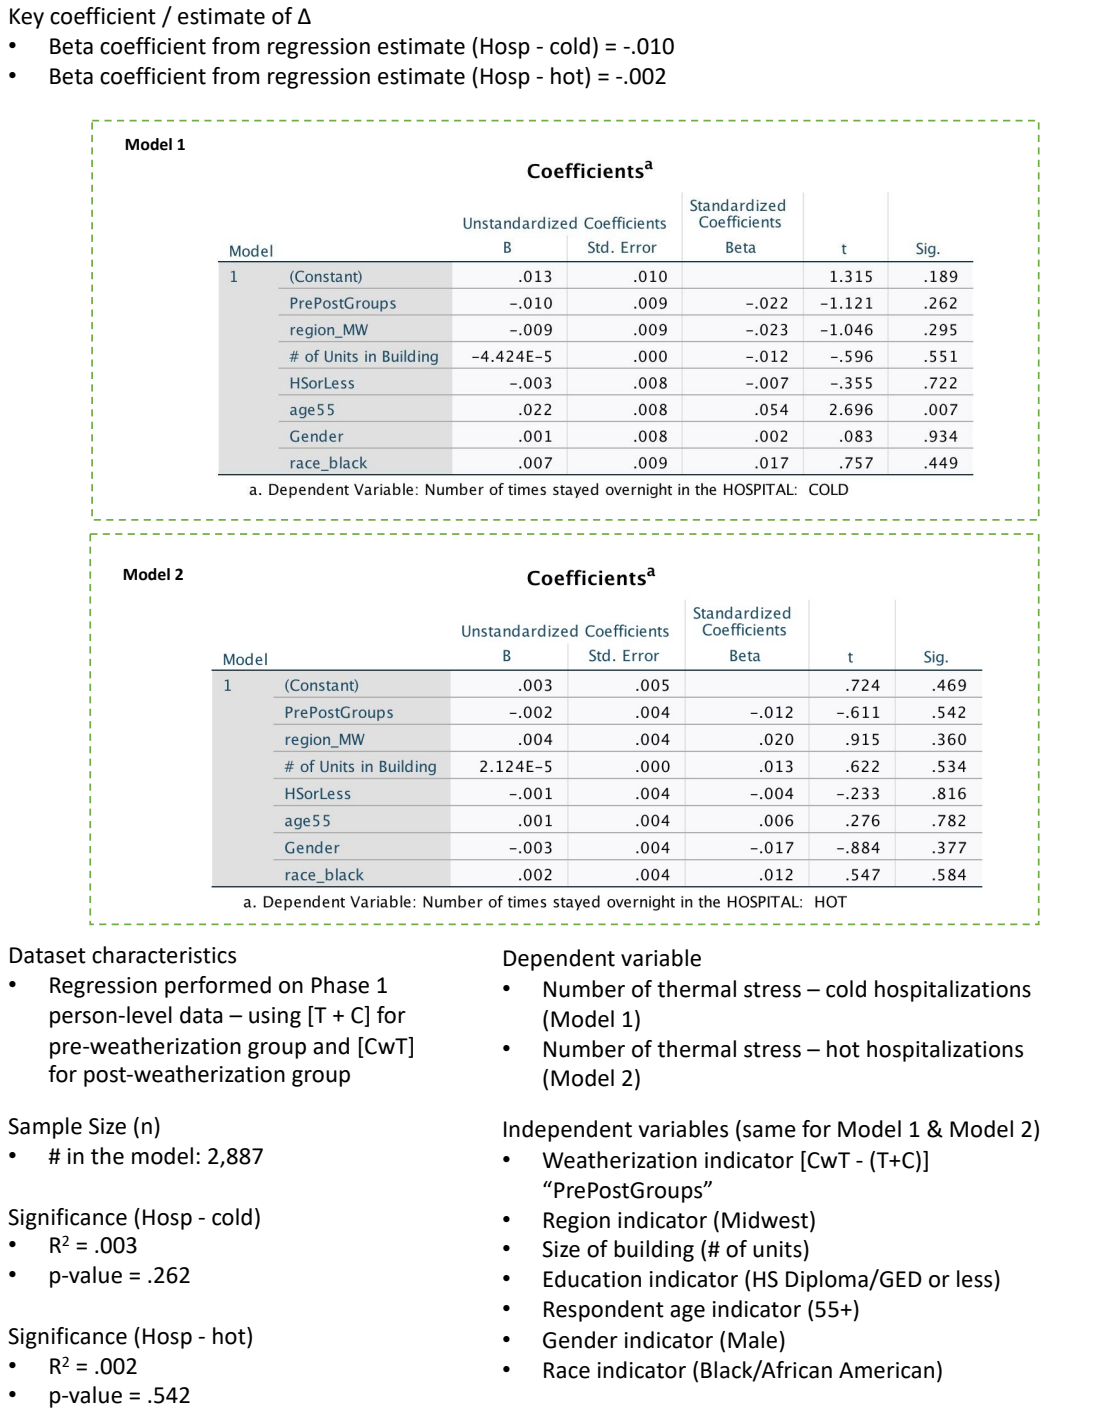 Key coefficient / estimate of Δ
• Beta coefficient from regression estimate (Hosp - cold) = -.010
• Beta coefficient from regression estimate (Hosp - hot) = -.002
Model 1
Coefficientsᵃ
Unstandardized Coefficients Standardized Coefficients
Model B Std. Error Beta t Sig.
1 (Constant) .013 .010 1.315 .189
PrePostGroups -.010 .009 -.022 -1.121 .262
region_MW -.009 .009 -.023 -1.046 .295
# of Units in Building -4.424E-5 .000 -.012 -.596 .551
HSorLess -.003 .008 -.007 -.355 .722
age55 .022 .008 .054 2.696 .007
Gender .001 .008 .002 .083 .934
race_black .007 .009 .017 .757 .449
a. Dependent Variable: Number of times stayed overnight in the HOSPITAL: COLD
Model 2
Coefficientsᵃ
Unstandardized Coefficients Standardized Coefficients
Model B Std. Error Beta t Sig.
1 (Constant) .003 .005 .724 .469
PrePostGroups -.002 .004 -.012 -.611 .542
region_MW .004 .004 .020 .915 .360
# of Units in Building 2.124E-5 .000 .013 .622 .534
HSorLess -.001 .004 -.004 -.233 .816
age55 .001 .004 .006 .276 .782
Gender -.003 .004 -.017 -.884 .377
race_black .002 .004 .012 .547 .584
a. Dependent Variable: Number of times stayed overnight in the HOSPITAL: HOT
Dataset characteristics
• Regression performed on Phase 1
person-level data – using [T + C] for
pre-weatherization group and [CwT]
for post-weatherization group
Sample Size (n)
• # in the model: 2,887
Significance (Hosp - cold)
• R² = .003
• p-value = .262
Significance (Hosp - hot)
• R² = .002
• p-value = .542
Dependent variable
• Number of thermal stress – cold hospitalizations
(Model 1)
• Number of thermal stress – hot hospitalizations
(Model 2)
Independent variables (same for Model 1 & Model 2)
• Weatherization indicator [CwT - (T+C)]
“PrePostGroups”
• Region indicator (Midwest)
• Size of building (# of units)
• Education indicator (HS Diploma/GED or less)
• Respondent age indicator (55+)
• Gender indicator (Male)
• Race indicator (Black/African American)